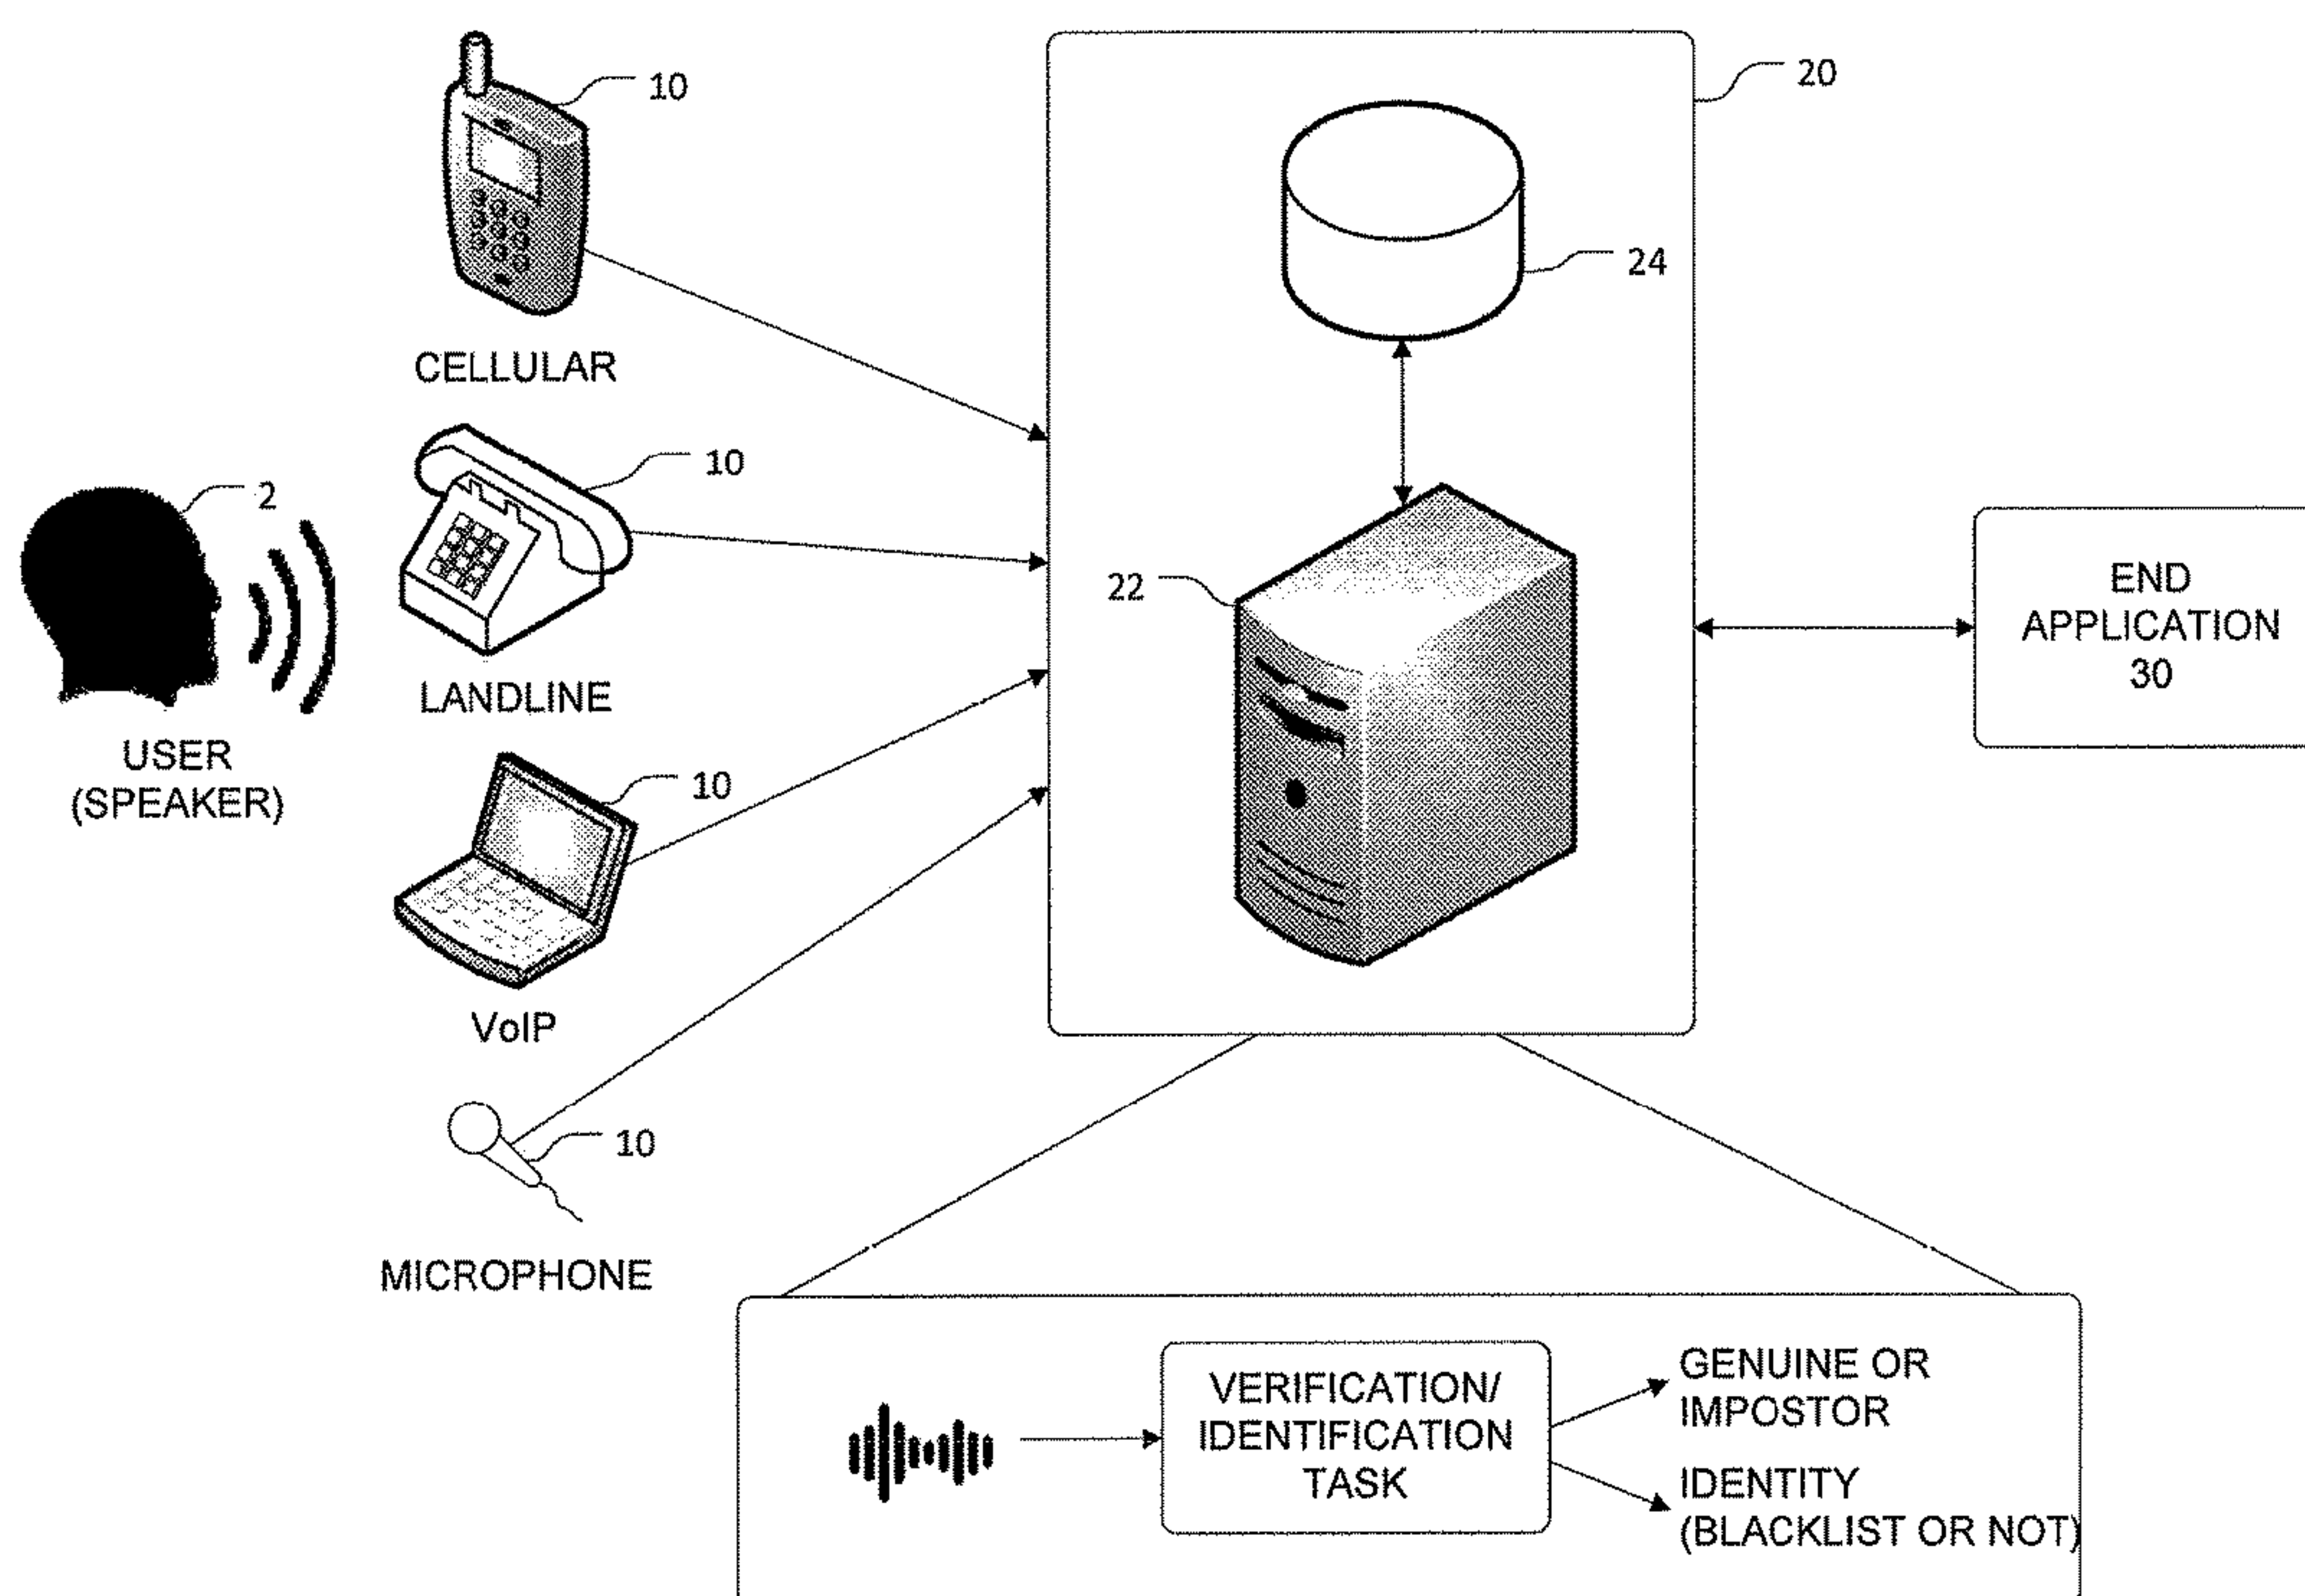 10
CELLULAR
20
24
10
2
USER
(SPEAKER)
LANDLINE
22
END
APPLICATION
30
10
VoIP
10
MICROPHONE
VERIFICATION/
IDENTIFICATION
TASK
GENUINE OR
IMPOSTOR
IDENTITY
(BLACKLIST OR NOT)